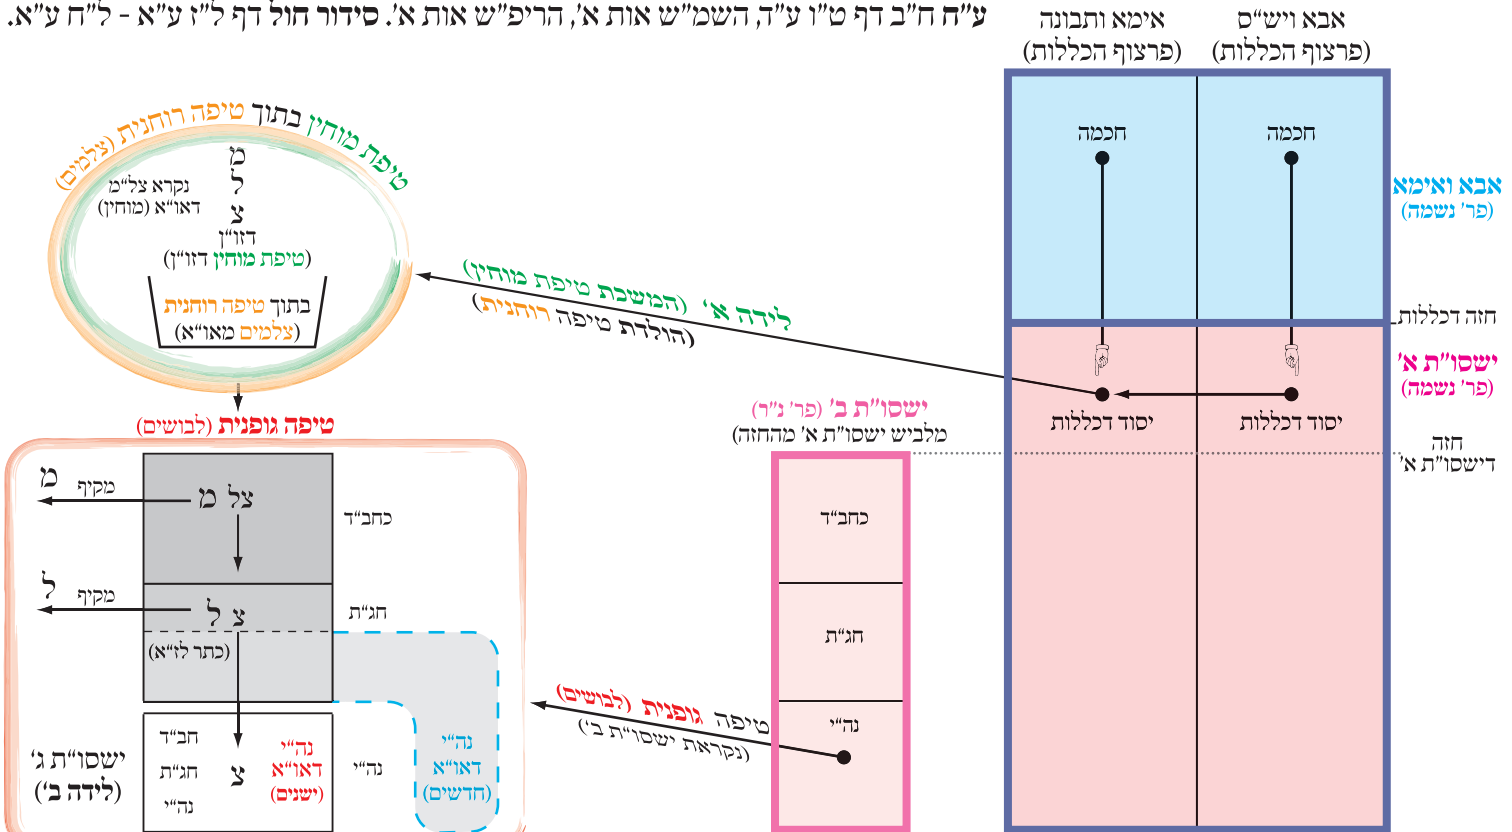 ע"ח ח"ב דף ט"ו ע"ד, השמ"ש אות א', הריפ"ש אות א'. סידור חול דף ל"ז ע"א - ל"ח ע"א.
אבא ויש"ס
(פרצוף הכללות)
אימא ותבונה
(פרצוף הכללות)
חכמה
חכמה
אבא ואימא
(פר' נשמה)
חזה דכללות
ישסו"ת א'
(פר' נשמה)
יסוד דכללות
יסוד דכללות
חזה
דישסו"ת א'
לידה א' (המשכת טיפת מוחין)
(הולדת טיפה רוחנית)
טיפת מוחין בתוך טיפה רוחנית (צלמים)
מ
ל
צ
נקרא צל"מ
דאו"א (מוחין)
דזו"ן
(טיפת מוחין דזו"ן)
בתוך טיפה רוחנית
(צלמים מאו"א)
ישסו"ת ב' (פר' נ"ר)
מלביש ישסו"ת א' מהחזה)
כחב"ד
חג"ת
נה"י
טיפה גופנית (לבושים)
(נקראת ישסו"ת ב')
טיפה גופנית (לבושים)
צל מ
מקיף
מ
כחב"ד
צ ל
מקיף
ל
חג"ת
(כתר לז"א)
נה"י
דאו"א
(חדשים)
נה"י
נה"י
דאו"א
(ישנים)
צ
חב"ד
חג"ת
נה"י
ישסו"ת ג'
(לידה ב')